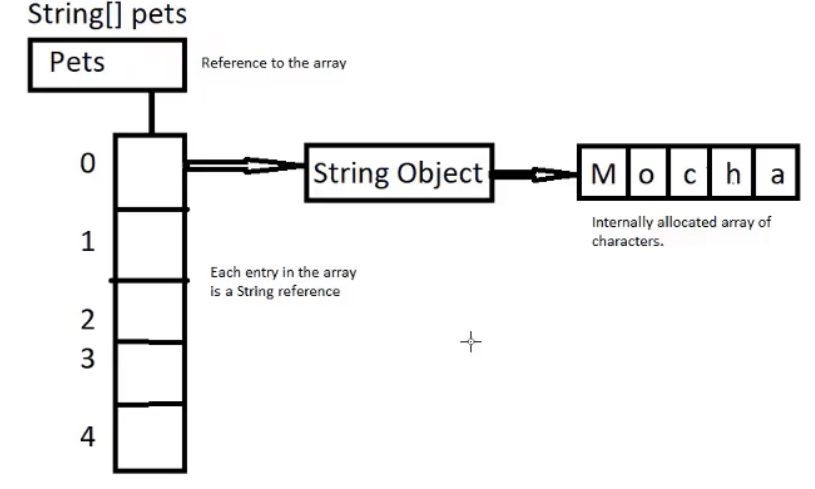 String[] pets
Pets
Reference to the array
0
String Object
M o c h a
Internally allocated array of
characters.
1
Each entry in the array
is a String reference
2
3
4